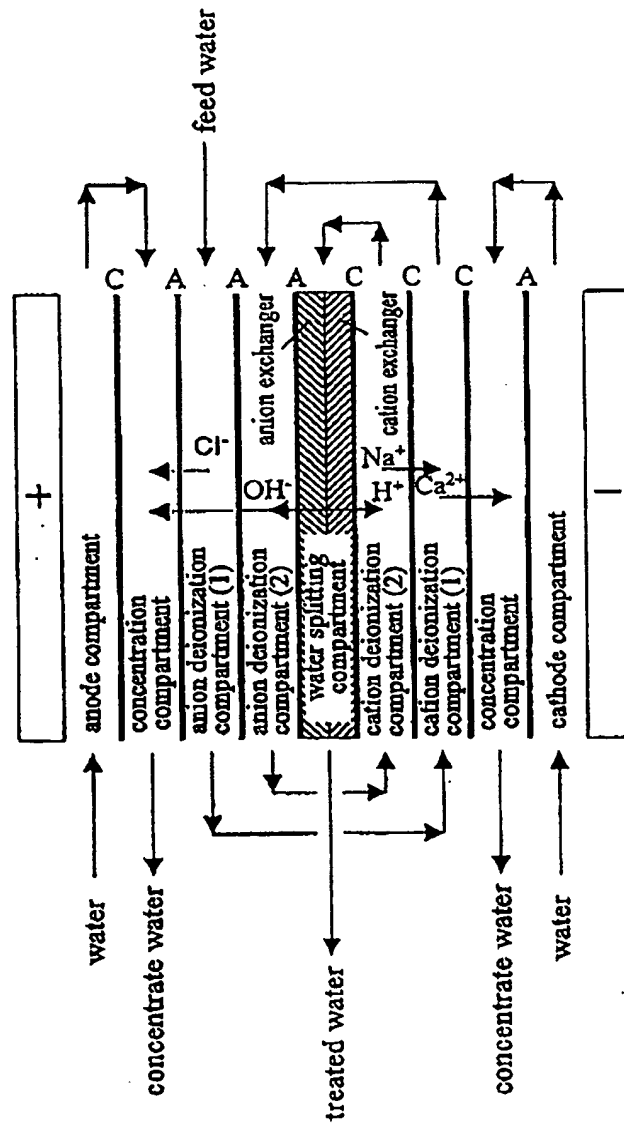 +
anode compartment
C
concentration
compartment
A
Cl-
anion deionization
compartment (1)
A
OH-
anion deionization
compartment (2)
A
anion exchanger
water splitting
compartment
cation exchanger
C
Na+
H+
cation deionization
compartment (2)
C
Ca2+
cation deionization
compartment (1)
C
concentration
compartment
A
cathode compartment
−
feed water
water
concentrate water
treated water
concentrate water
water